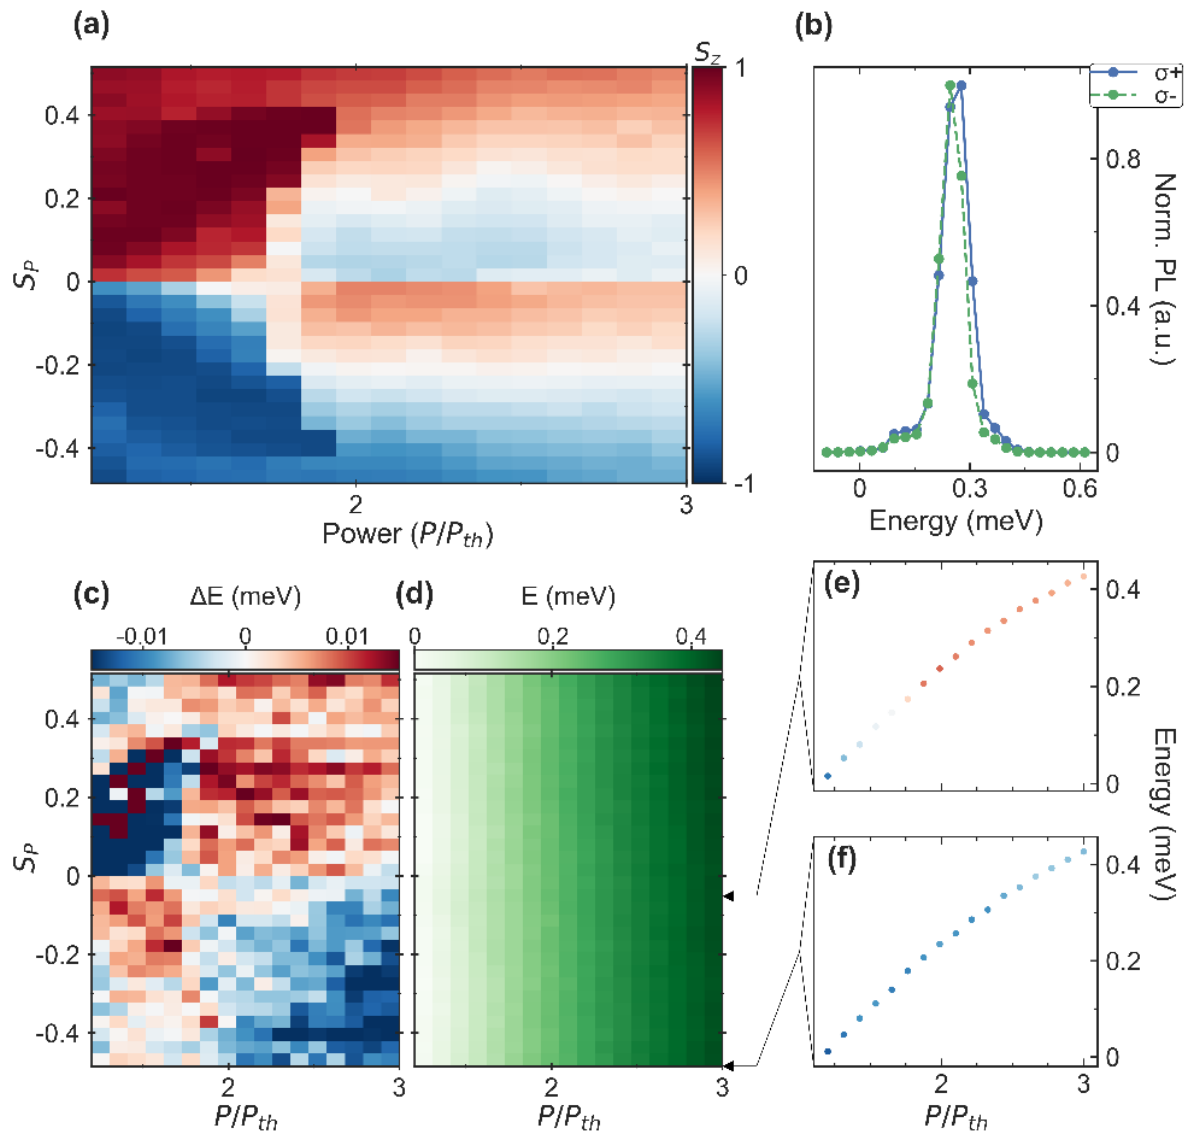 (a)
S_z
(b)
1
σ+
σ-
0.4
0.2
0
-0.2
-0.4
S_P
0
-1
2
3
Power (P/P_th)
0.8
0.4
0
Norm. PL (a.u.)
0
0.3
0.6
Energy (meV)
(c)
ΔE (meV)
-0.01
0
0.01
0.4
0.2
0
-0.2
-0.4
S_P
2
3
P/P_th
(d)
E (meV)
0
0.2
0.4
2
3
P/P_th
(e)
0.4
0.2
0
(f)
0.4
0.2
0
Energy (meV)
2
3
P/P_th